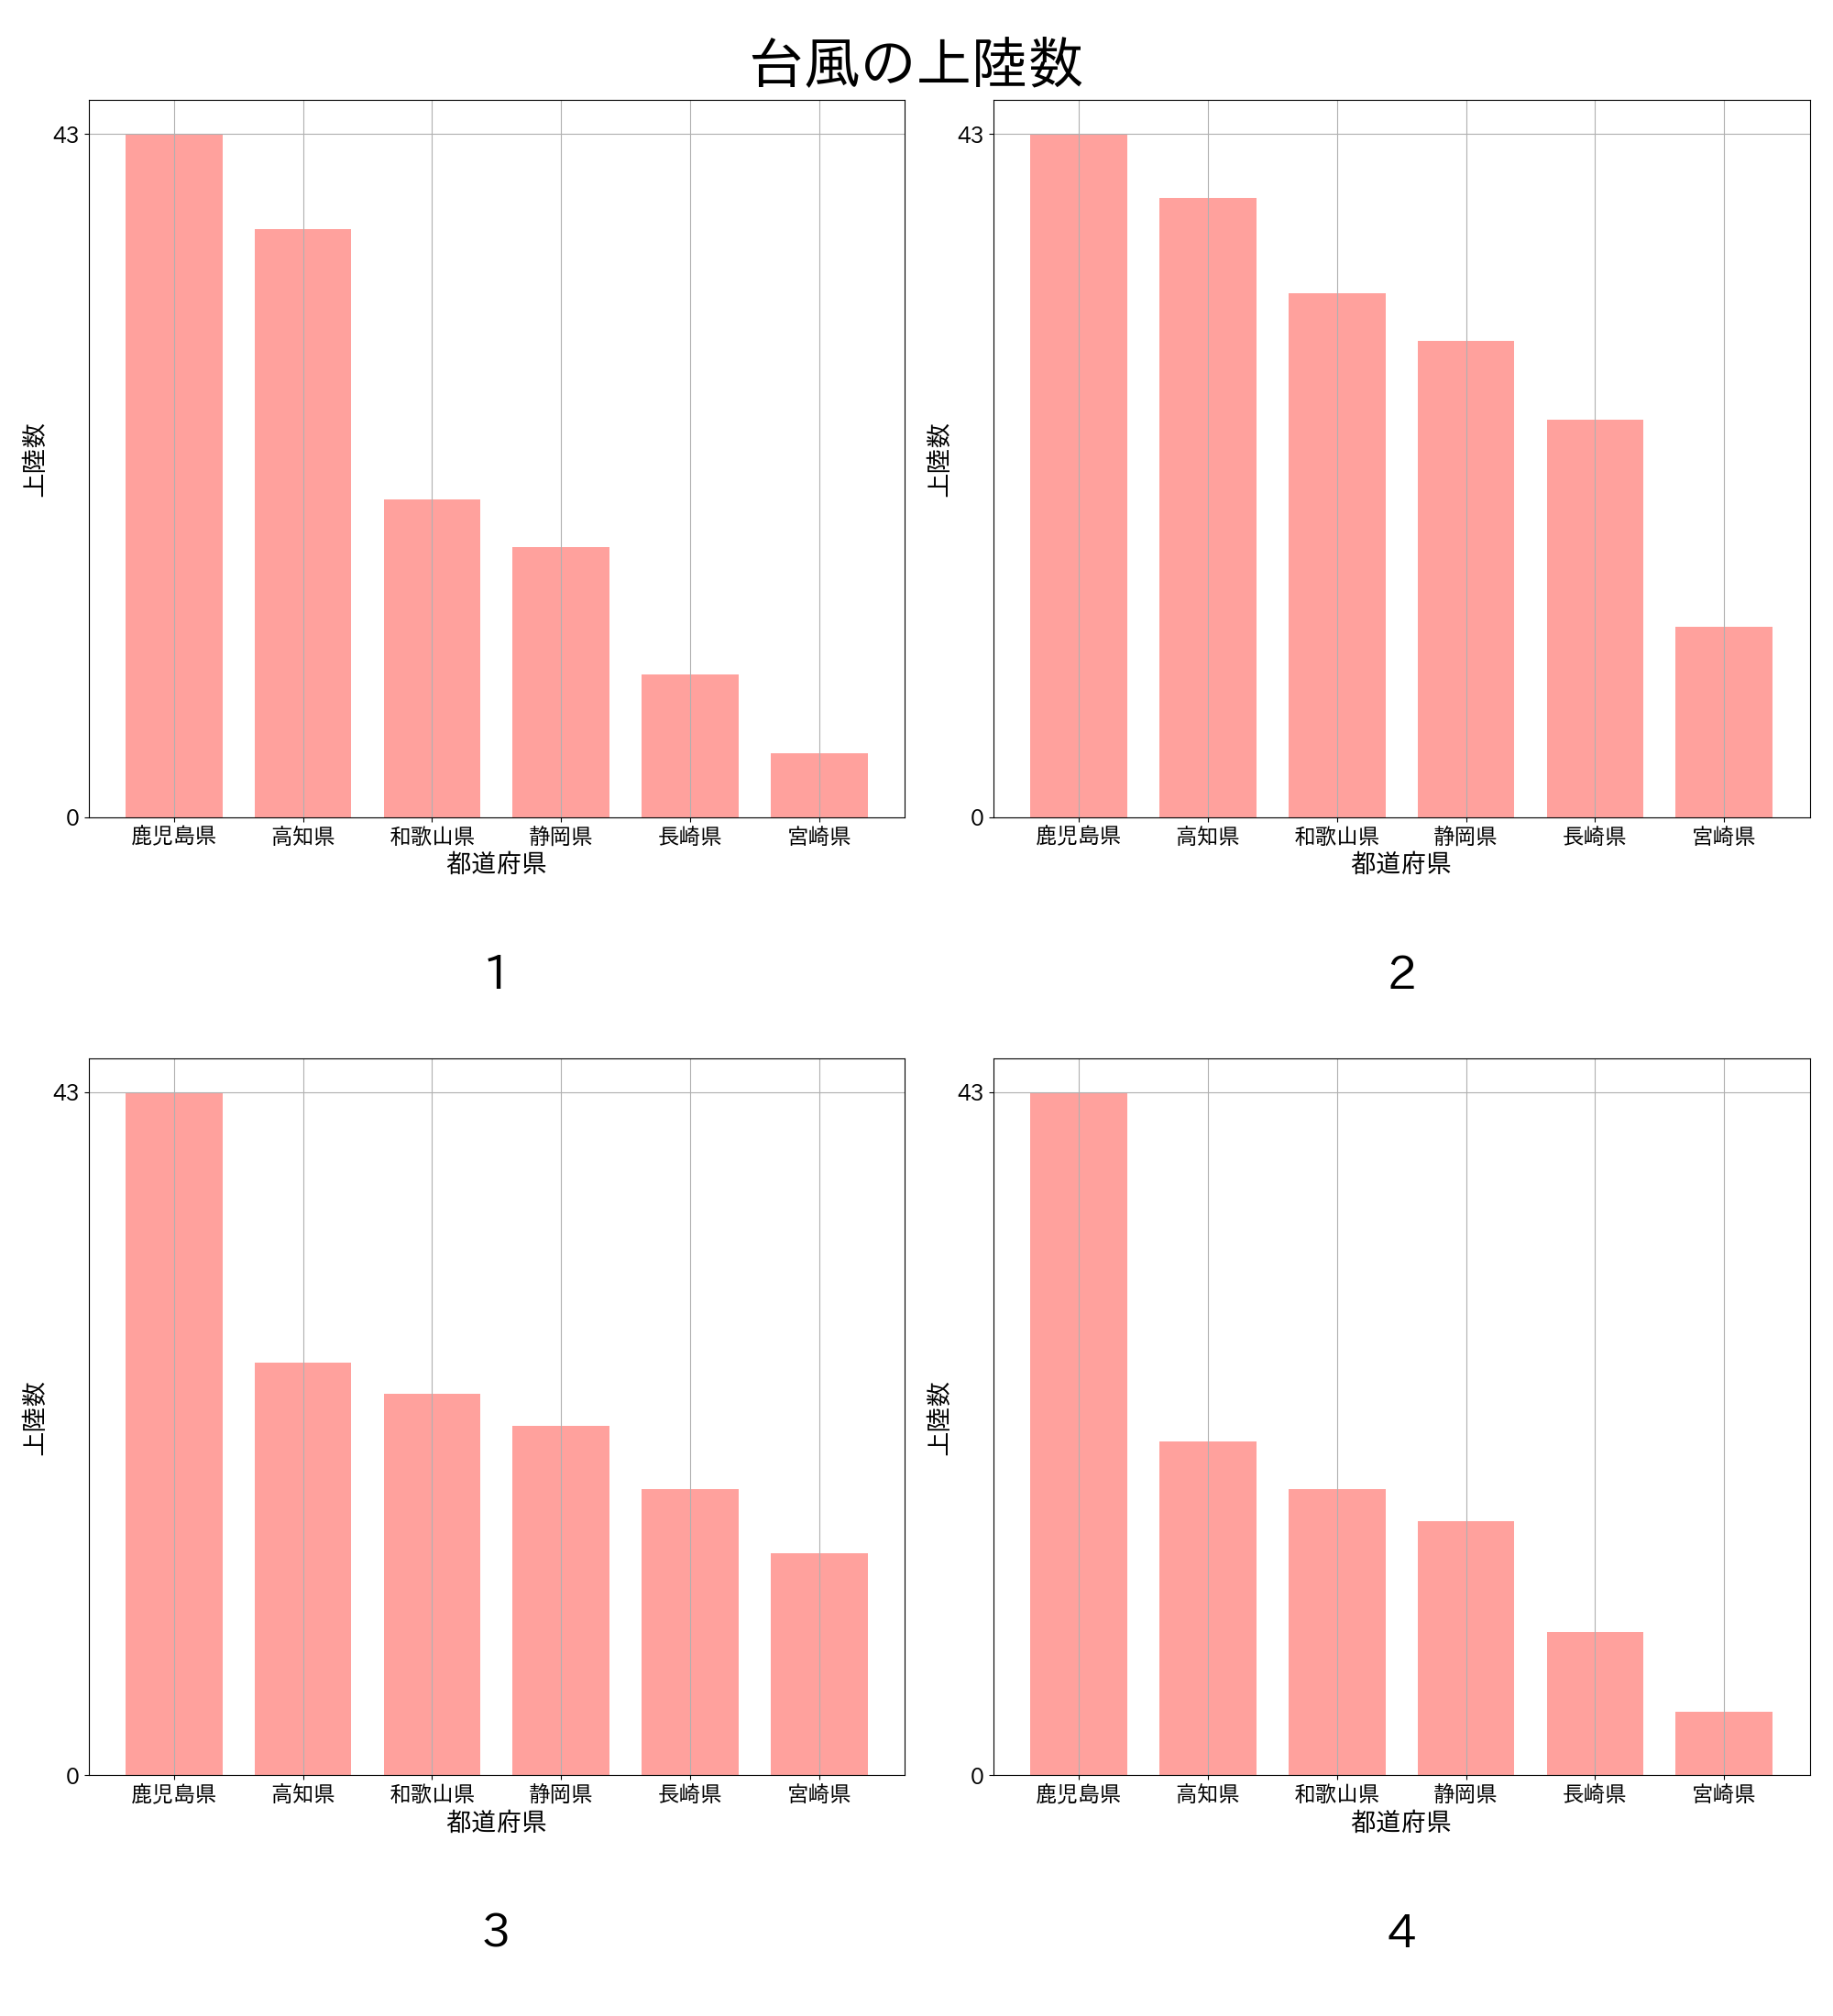 台風の上陸数
43
0
上陸数
鹿児島県 高知県 和歌山県 静岡県 長崎県 宮崎県
都道府県
1
43
0
上陸数
鹿児島県 高知県 和歌山県 静岡県 長崎県 宮崎県
都道府県
2
43
0
上陸数
鹿児島県 高知県 和歌山県 静岡県 長崎県 宮崎県
都道府県
3
43
0
上陸数
鹿児島県 高知県 和歌山県 静岡県 長崎県 宮崎県
都道府県
4